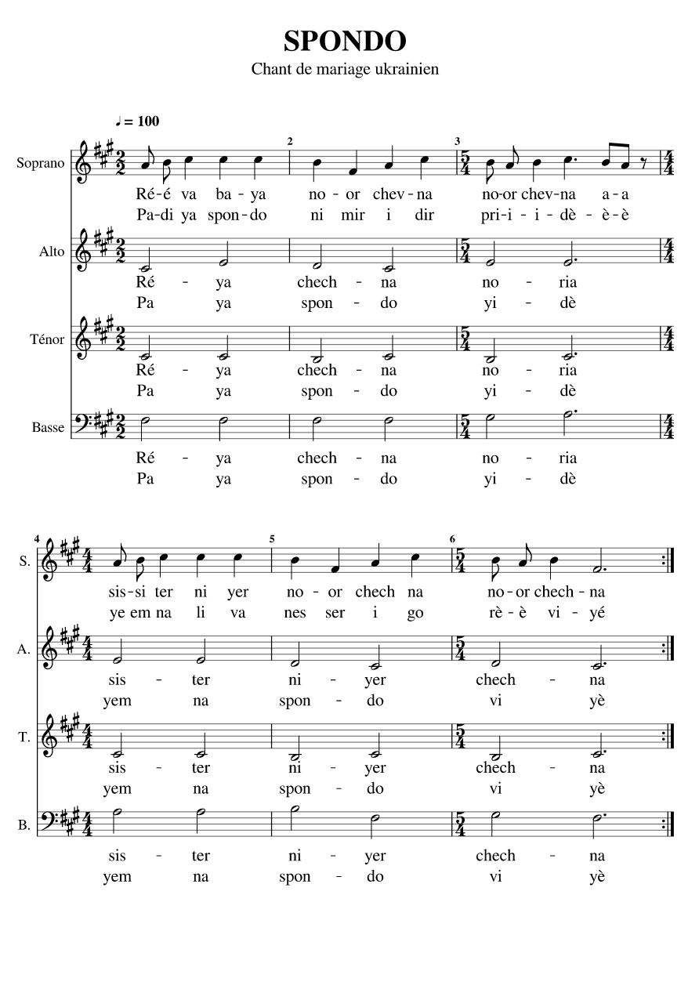 SPONDO
Chant de mariage ukrainien
♩ = 100
2
3
Soprano
Ré-é va ba-ya no-or chev-na no-or chev-na a-a
Pa-di ya spon-do ni mir i dir pri-i-i-dè-è-è
Alto
Ré-ya chech-na no-ria
Pa ya spon-do yi-dè
Ténor
Ré-ya chech-na no-ria
Pa ya spon-do yi-dè
Basse
Ré-ya chech-na no-ria
Pa ya spon-do yi-dè
4
5
6
S.
sis-si ter ni yer no-or chech na no-or chech-na
ye em na li va nes ser i go rè-è vi-yé
A.
sis-ter ni-yer chech-na
yem na spon-do vi yè
T.
sis-ter ni-yer chech-na
yem na spon-do vi yè
B.
sis-ter ni-yer chech-na
yem na spon-do vi yè